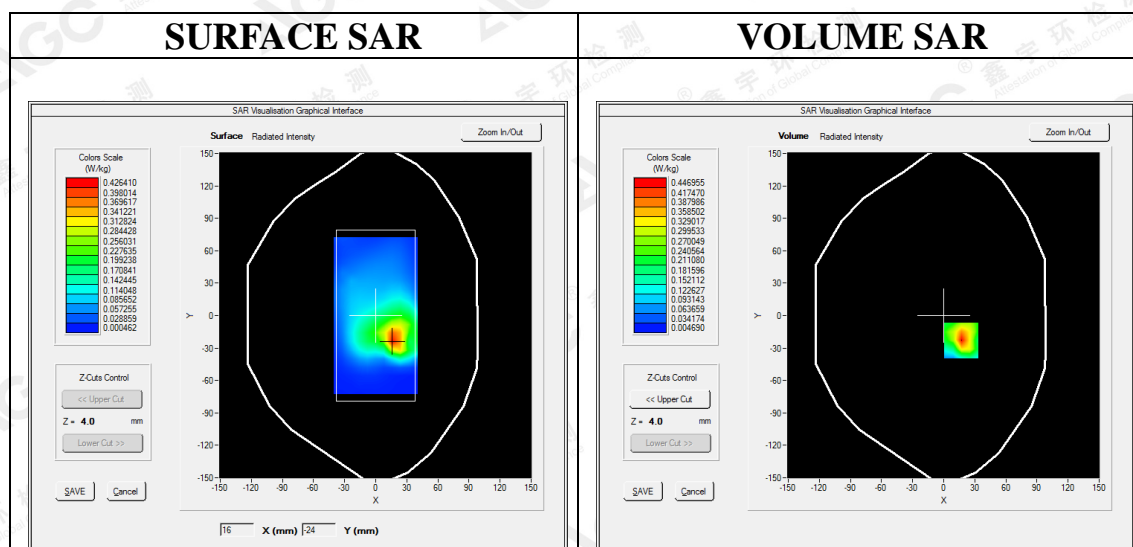 SURFACE SAR
VOLUME SAR
SAR Visualisation Graphical Interface
Surface Radiated Intensity
Zoom In/Out
Colors Scale
(W/kg)
0.426410
0.398014
0.369617
0.341221
0.312824
0.284428
0.256031
0.227635
0.199238
0.170841
0.142445
0.114048
0.085652
0.057255
0.028859
0.000462
150
120
90
60
30
0
-30
-60
-90
-120
-150
Y
-150 -120 -90 -60 -30 0 30 60 90 120 150
X
Z-Cuts Control
<< Upper Cut
Z = 4.0 mm
Lower Cut >>
SAVE Cancel
16 X (mm) -24 Y (mm)
SAR Visualisation Graphical Interface
Volume Radiated Intensity
Zoom In/Out
Colors Scale
(W/kg)
0.446955
0.417470
0.387986
0.358502
0.329017
0.299533
0.270049
0.240564
0.211080
0.181596
0.152112
0.122627
0.093143
0.063659
0.034174
0.004690
150
120
90
60
30
0
-30
-60
-90
-120
-150
Y
-150 -120 -90 -60 -30 0 30 60 90 120 150
X
Z-Cuts Control
<< Upper Cut
Z = 4.0 mm
Lower Cut >>
SAVE Cancel